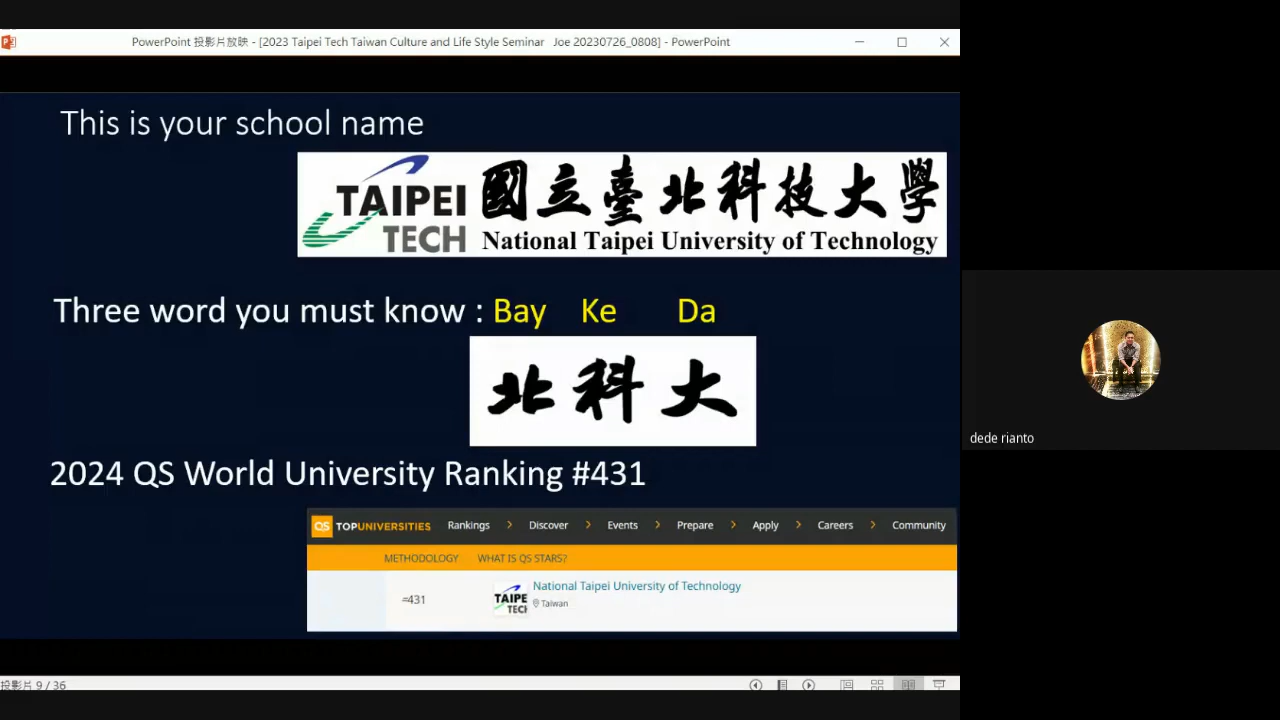 PowerPoint 投影片放映 - [2023 Taipei Tech Taiwan Culture and Life Style Seminar Joe 20230726_0808] - PowerPoint
This is your school name
TAIPEI TECH
國立臺北科技大學
National Taipei University of Technology
Three word you must know : Bay Ke Da
北科大
2024 QS World University Ranking #431
QS TOPUNIVERSITIES Rankings > Discover > Events > Prepare > Apply > Careers > Community
METHODOLOGY WHAT IS QS STARS?
=431 National Taipei University of Technology
TAIPE TECH Taiwan
dede rianto
投影片 9 / 36